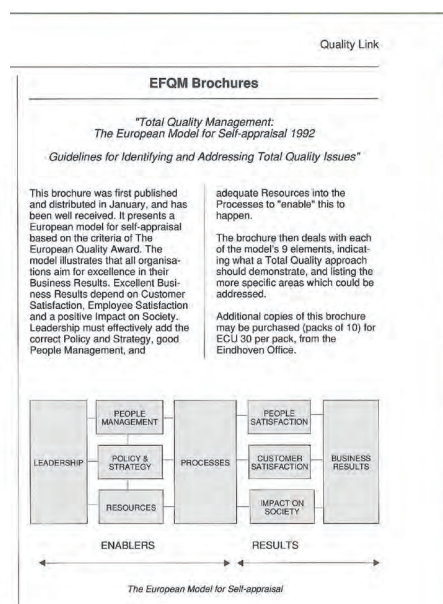 Quality Link
EFQM Brochures
"Total Quality Management:
The European Model for Self-appraisal 1992
Guidelines for Identifying and Addressing Total Quality Issues"
This brochure was first published
and distributed in January, and has
been well received. It presents a
European model for self-appraisal
based on the criteria of The
European Quality Award. The
model illustrates that all organisa-
tions aim for excellence in their
Business Results. Excellent Busi-
ness Results depend on Customer
Satisfaction, Employee Satisfaction
and a positive Impact on Society.
Leadership must effectively add the
correct Policy and Strategy, good
People Management, and
adequate Resources into the
Processes to "enable" this to
happen.
The brochure then deals with each
of the model's 9 elements, indicat-
ing what a Total Quality approach
should demonstrate, and listing the
more specific areas which could be
addressed.
Additional copies of this brochure
may be purchased (packs of 10) for
ECU 30 per pack, from the
Eindhoven Office.
LEADERSHIP
PEOPLE
MANAGEMENT
POLICY &
STRATEGY
RESOURCES
PROCESSES
PEOPLE
SATISFACTION
CUSTOMER
SATISFACTION
IMPACT ON
SOCIETY
BUSINESS
RESULTS
ENABLERS
RESULTS
The European Model for Self-appraisal